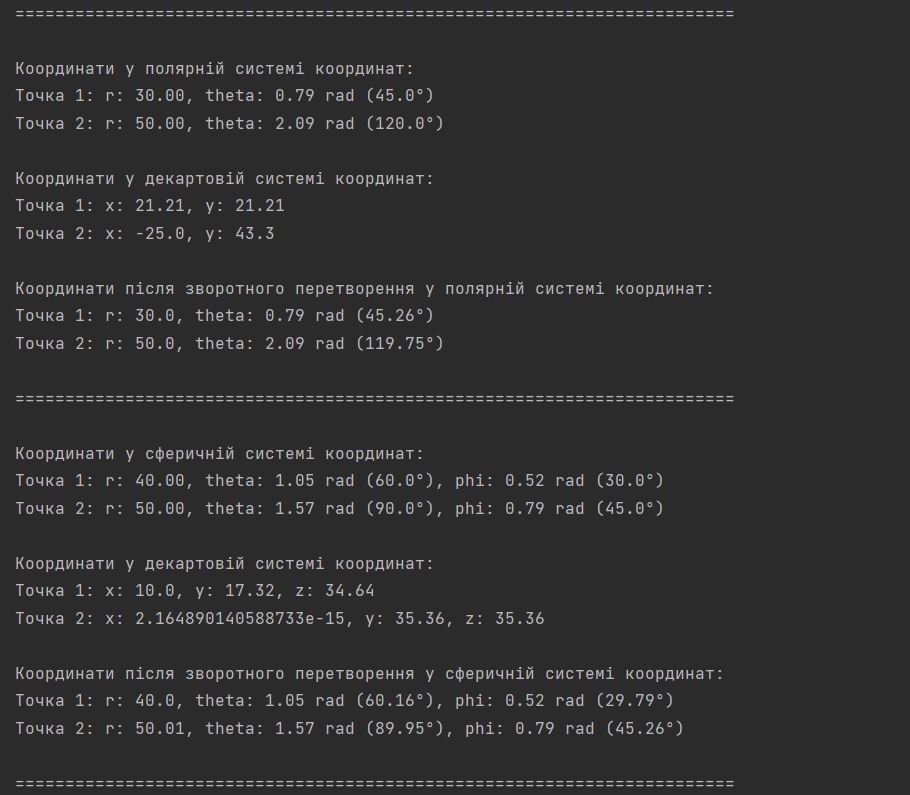 ========================================================================
Координати у полярній системі координат:
Точка 1: r: 30.00, theta: 0.79 rad (45.0°)
Точка 2: r: 50.00, theta: 2.09 rad (120.0°)
Координати у декартовій системі координат:
Точка 1: x: 21.21, y: 21.21
Точка 2: x: -25.0, y: 43.3
Координати після зворотного перетворення у полярній системі координат:
Точка 1: r: 30.0, theta: 0.79 rad (45.26°)
Точка 2: r: 50.0, theta: 2.09 rad (119.75°)
========================================================================
Координати у сферичній системі координат:
Точка 1: r: 40.00, theta: 1.05 rad (60.0°), phi: 0.52 rad (30.0°)
Точка 2: r: 50.00, theta: 1.57 rad (90.0°), phi: 0.79 rad (45.0°)
Координати у декартовій системі координат:
Точка 1: x: 10.0, y: 17.32, z: 34.64
Точка 2: x: 2.164890140588733e-15, y: 35.36, z: 35.36
Координати після зворотного перетворення у сферичній системі координат:
Точка 1: r: 40.0, theta: 1.05 rad (60.16°), phi: 0.52 rad (29.79°)
Точка 2: r: 50.01, theta: 1.57 rad (89.95°), phi: 0.79 rad (45.26°)
========================================================================